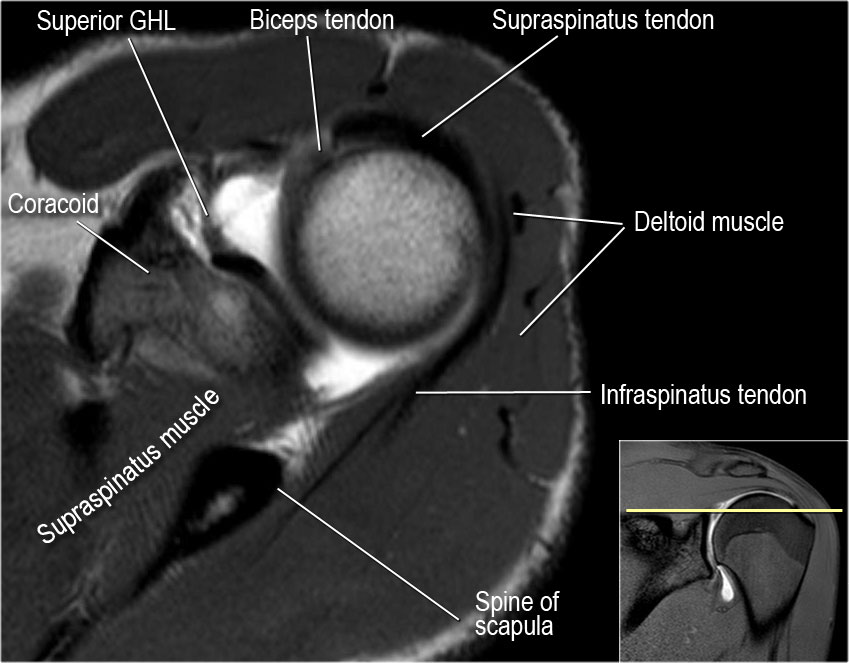 Superior GHL
Biceps tendon
Supraspinatus tendon
Coracoid
Deltoid muscle
Infraspinatus tendon
Supraspinatus muscle
Spine of
scapula